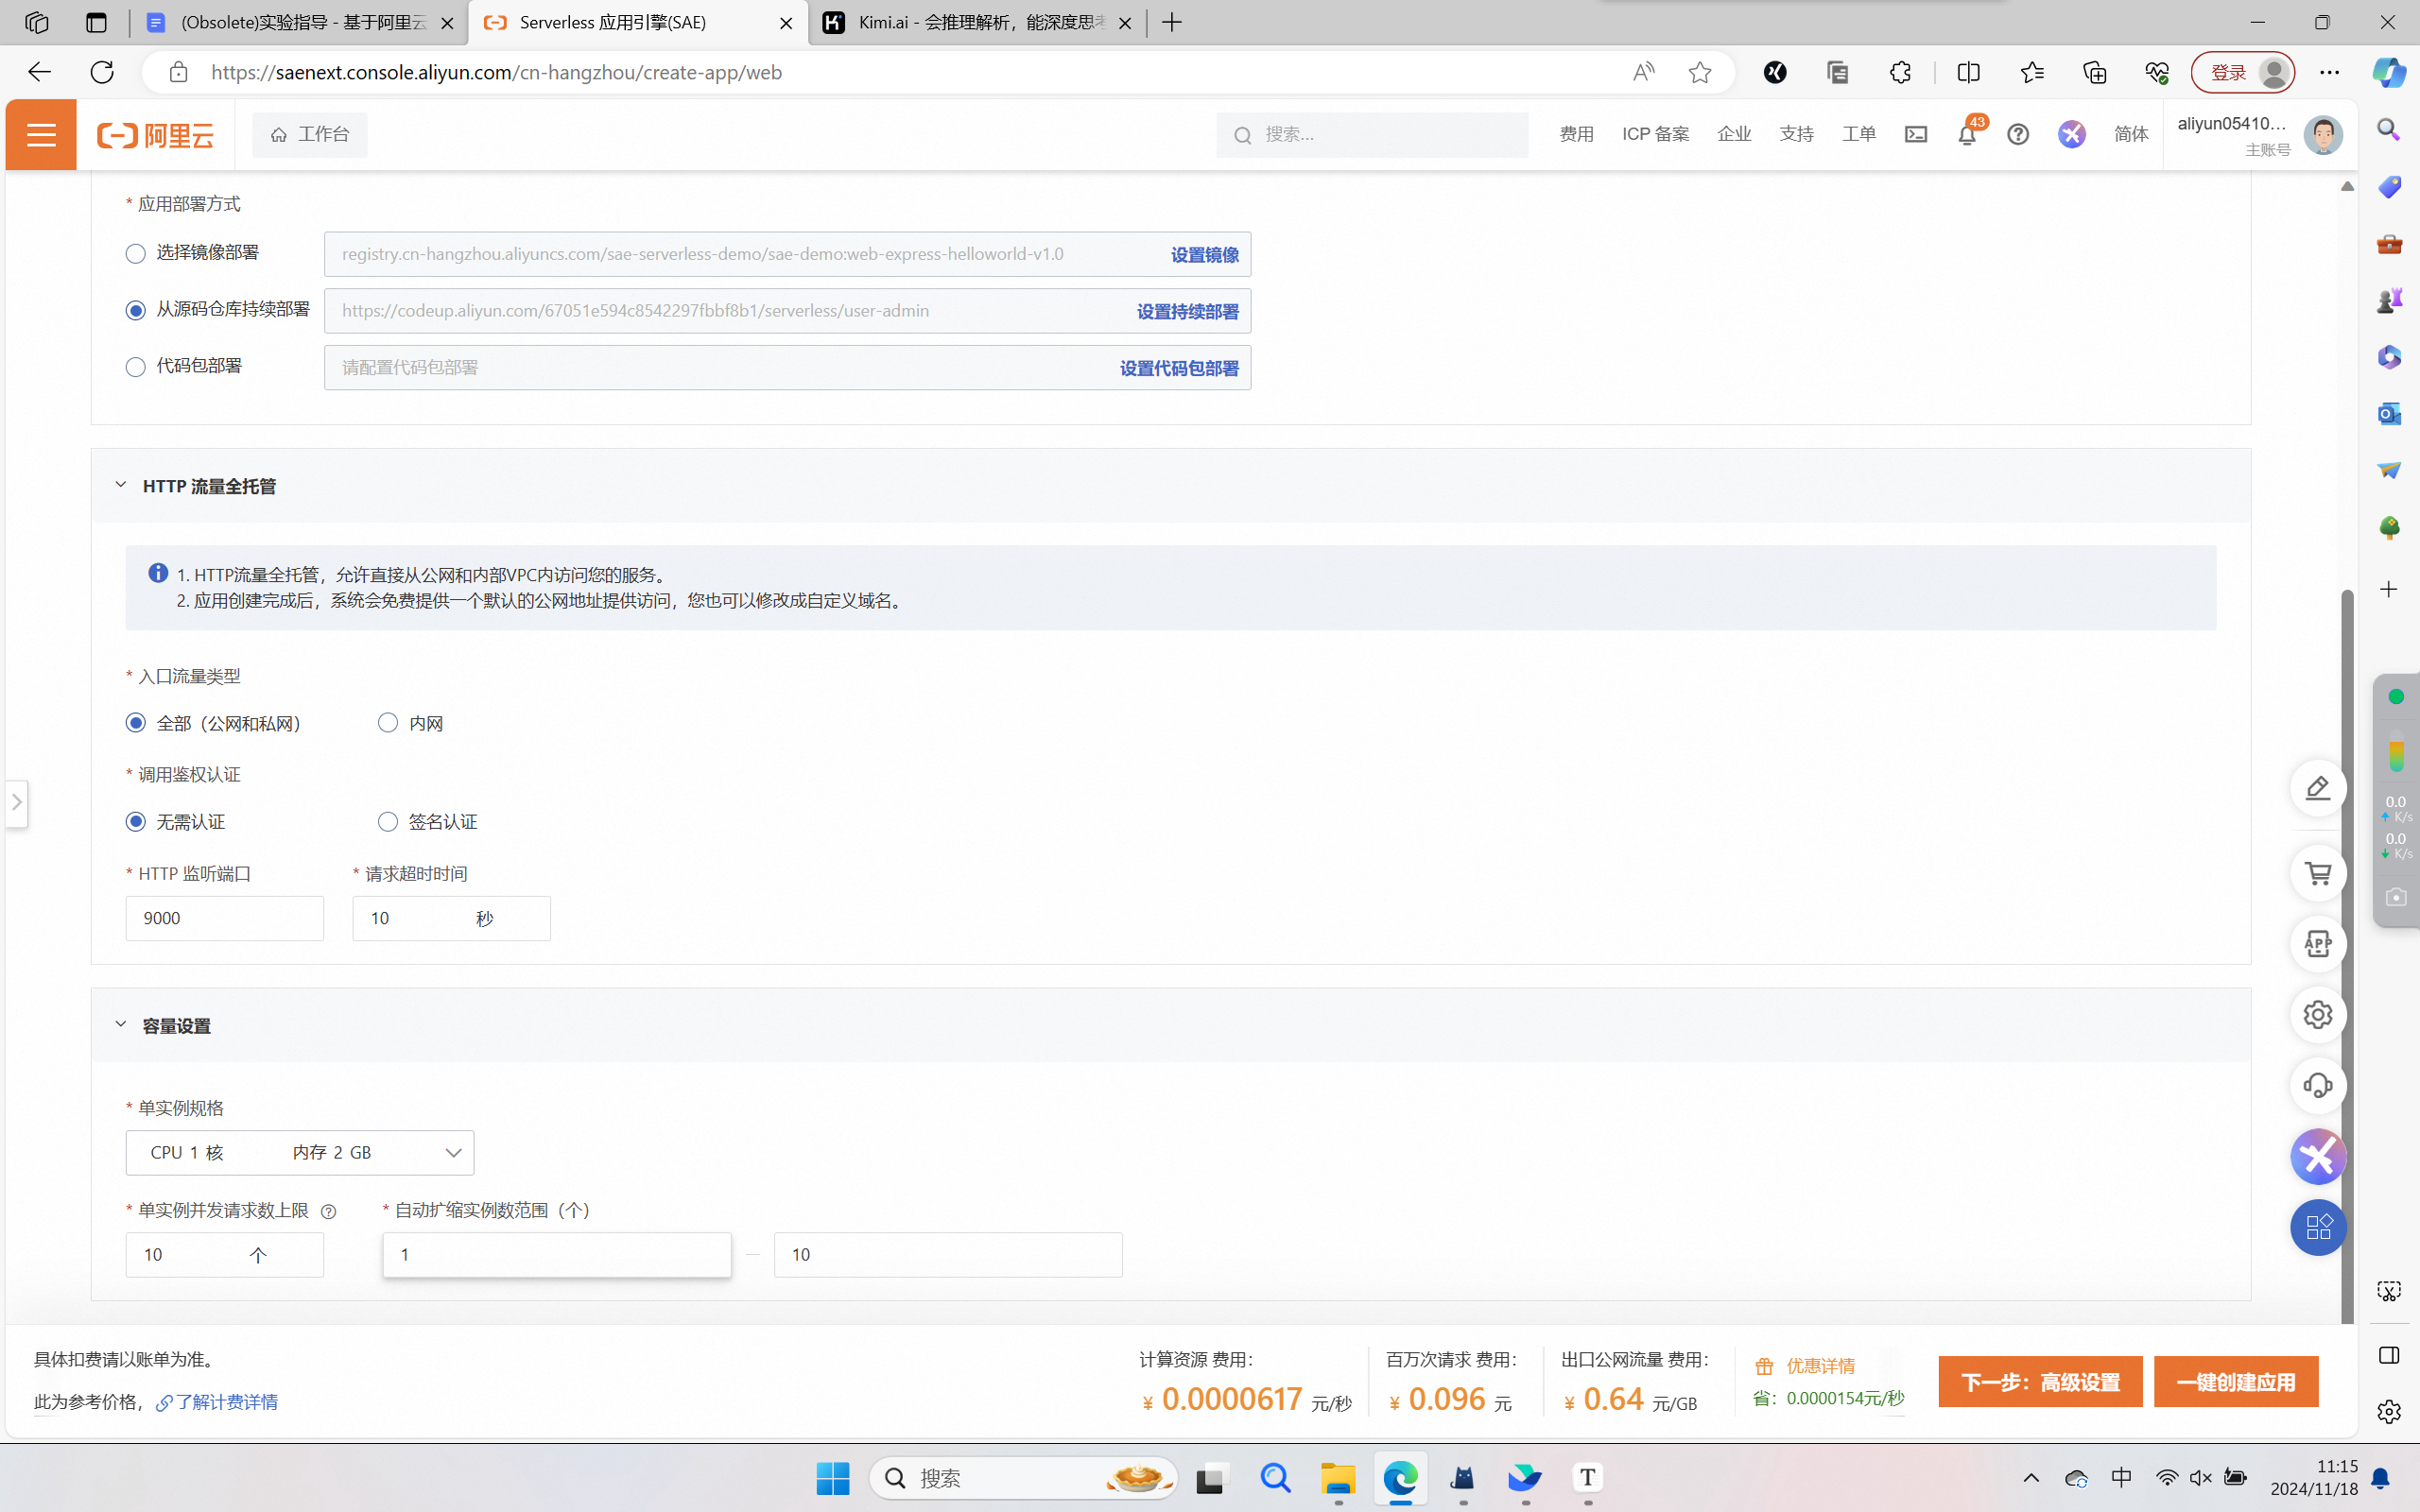 (Obsolete)实验指导 - 基于阿里云
Serverless 应用引擎(SAE)
Kimi.ai - 会推理解析，能深度思考
https://saenext.console.aliyun.com/cn-hangzhou/create-app/web
登录
阿里云
工作台
搜索...
费用
ICP 备案
企业
支持
工单
43
简体
aliyun05410...
主账号
* 应用部署方式
选择镜像部署
registry.cn-hangzhou.aliyuncs.com/sae-serverless-demo/sae-demo:web-express-helloworld-v1.0
设置镜像
从源码仓库持续部署
https://codeup.aliyun.com/67051e594c8542297fbbf8b1/serverless/user-admin
设置持续部署
代码包部署
请配置代码包部署
设置代码包部署
HTTP 流量全托管
1. HTTP流量全托管，允许直接从公网和内部VPC内访问您的服务。
2. 应用创建完成后，系统会免费提供一个默认的公网地址提供访问，您也可以修改成自定义域名。
* 入口流量类型
全部（公网和私网）
内网
* 调用鉴权认证
无需认证
签名认证
* HTTP 监听端口
* 请求超时时间
9000
10 秒
容量设置
* 单实例规格
CPU 1 核 内存 2 GB
* 单实例并发请求数上限
* 自动扩缩实例数范围（个）
10 个
1
10
0.0
K/s
0.0
K/s
APP
具体扣费请以账单为准。
此为参考价格，
了解计费详情
计算资源 费用：
¥ 0.0000617 元/秒
百万次请求 费用：
¥ 0.096 元
出口公网流量 费用：
¥ 0.64 元/GB
优惠详情
省：0.0000154元/秒
下一步：高级设置
一键创建应用
搜索
T
中
11:15
2024/11/18